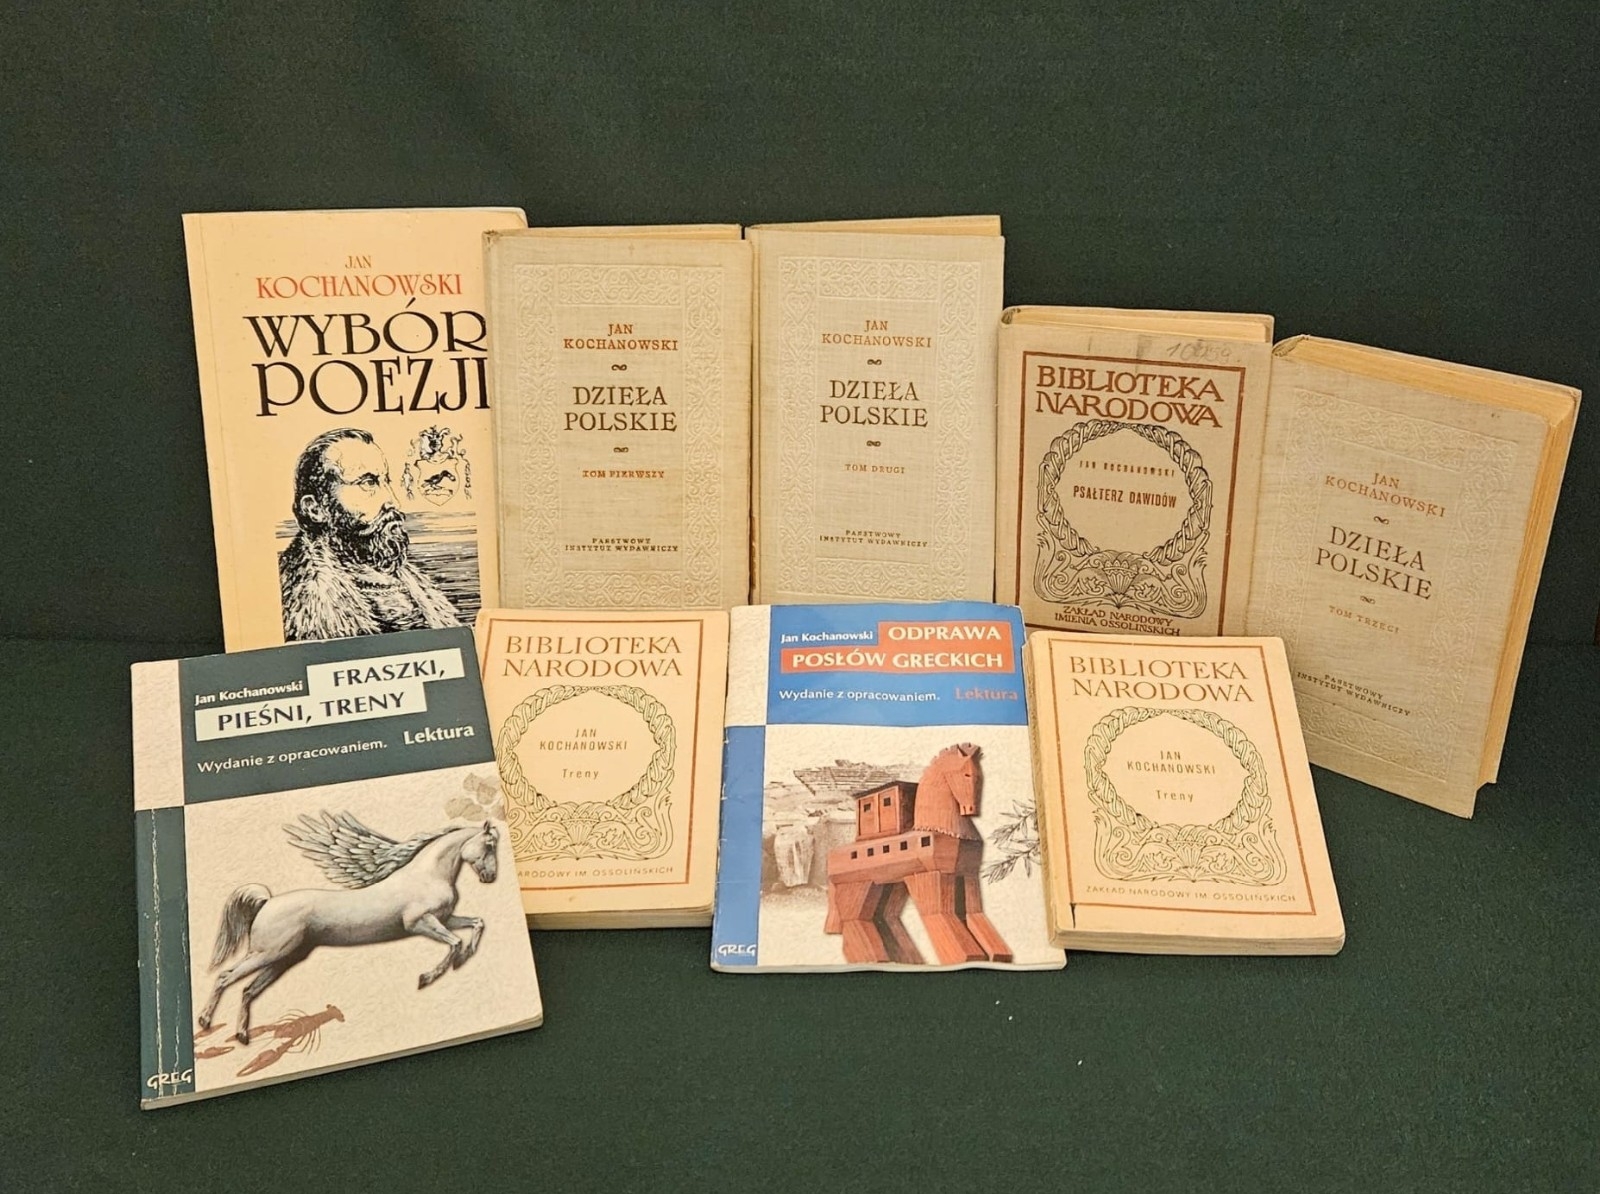 JAN
KOCHANOWSKI
WYBÓR
POEZJI
JAN
KOCHANOWSKI
DZIEŁA
POLSKIE
TOM PIERWSZY
PAŃSTWOWY
INSTYTUT WYDAWNICZY
JAN
KOCHANOWSKI
DZIEŁA
POLSKIE
TOM DRUGI
PAŃSTWOWY
INSTYTUT WYDAWNICZY
BIBLIOTEKA
NARODOWA
JAN KOCHANOWSKI
PSAŁTERZ DAWIDÓW
ZAKŁAD NARODOWY
IMIENIA OSSOLIŃSKICH
JAN
KOCHANOWSKI
DZIEŁA
POLSKIE
TOM TRZECI
PAŃSTWOWY
INSTYTUT WYDAWNICZY
Jan Kochanowski FRASZKI,
PIEŚNI, TRENY
Wydanie z opracowaniem. Lektura
GREG
BIBLIOTEKA
NARODOWA
JAN
KOCHANOWSKI
Treny
NARODOWY IM. OSSOLIŃSKICH
Jan Kochanowski ODPRAWA
POSŁÓW GRECKICH
Wydanie z opracowaniem. Lektura
GREG
BIBLIOTEKA
NARODOWA
JAN
KOCHANOWSKI
Treny
ZAKŁAD NARODOWY IM. OSSOLIŃSKICH